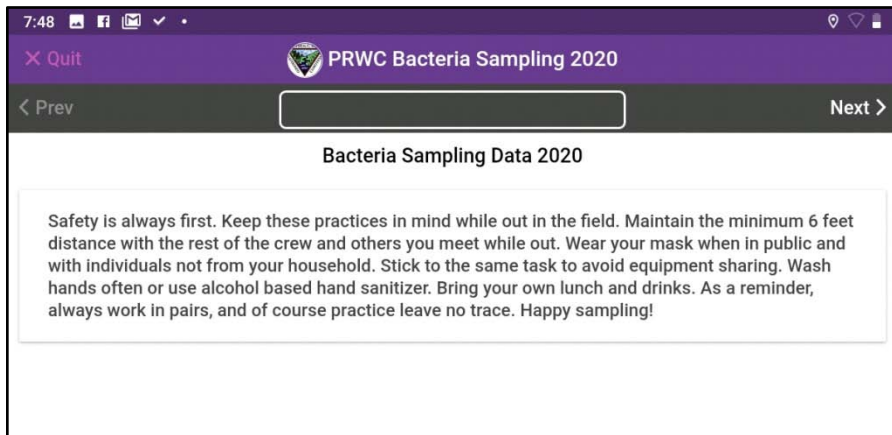 7:48
Quit
PRWC Bacteria Sampling 2020
Prev
Next
Bacteria Sampling Data 2020
Safety is always first. Keep these practices in mind while out in the field. Maintain the minimum 6 feet
distance with the rest of the crew and others you meet while out. Wear your mask when in public and
with individuals not from your household. Stick to the same task to avoid equipment sharing. Wash
hands often or use alcohol based hand sanitizer. Bring your own lunch and drinks. As a reminder,
always work in pairs, and of course practice leave no trace. Happy sampling!